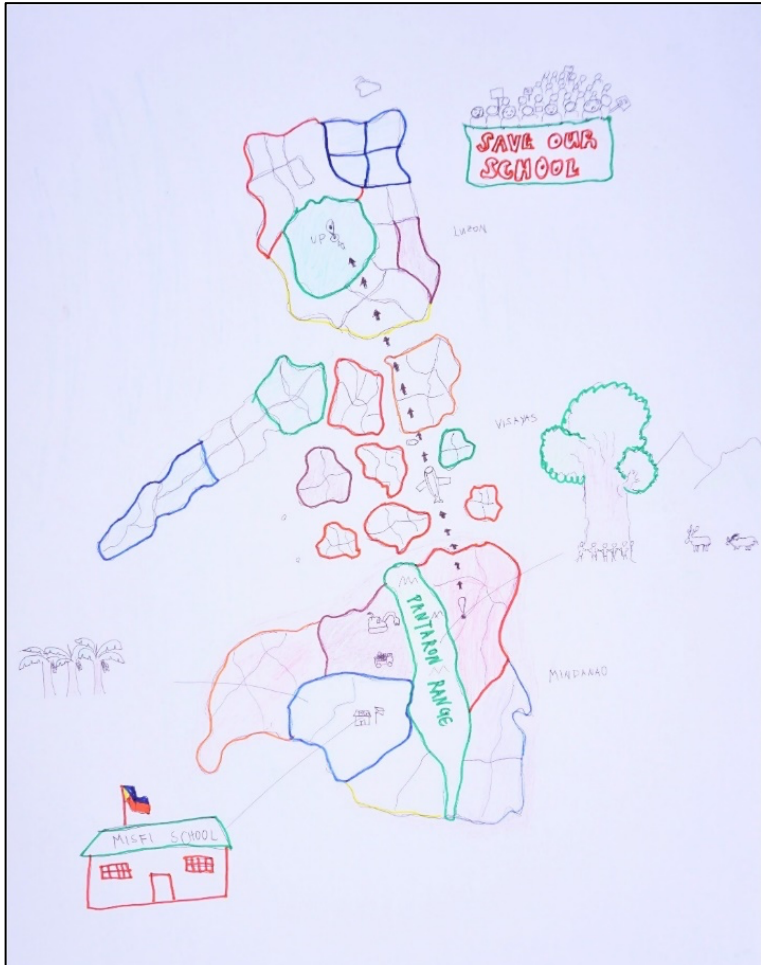 SAVE OUR
SCHOOL
LUZON
UP
VISAYAS
PANTARON RANGE
MINDANAO
MISFI SCHOOL